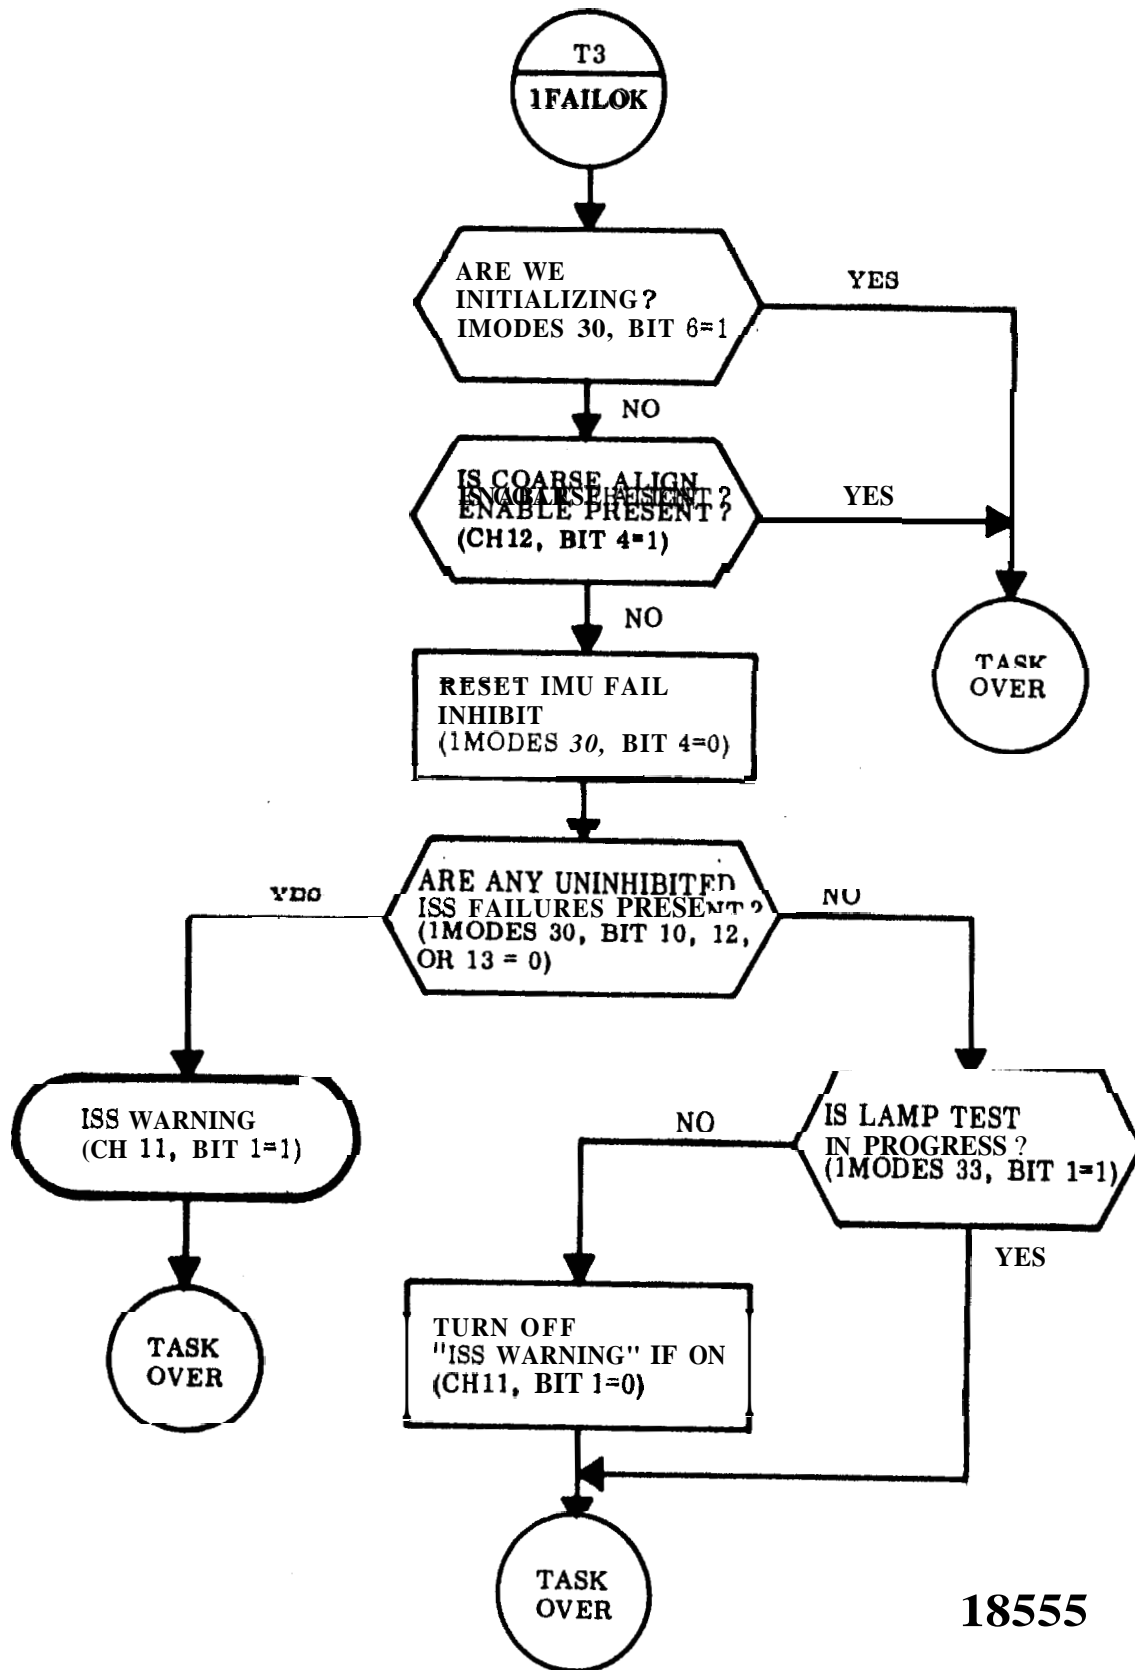 T3
1FAILOK
ARE WE
INITIALIZING?
IMODES 30, BIT 6=1
YES
NO
IS COARSE ALIGN
ENABLE PRESENT?
(CH12, BIT 4=1)
YES
NO
TASK
OVER
RESET IMU FAIL
INHIBIT
(1MODES 30, BIT 4=0)
ARE ANY UNINHIBITED
ISS FAILURES PRESENT?
(1MODES 30, BIT 10, 12,
OR 13 = 0)
YES
NO
ISS WARNING
(CH 11, BIT 1=1)
NO
IS LAMP TEST
IN PROGRESS?
(1MODES 33, BIT 1=1)
YES
TASK
OVER
TURN OFF
"ISS WARNING" IF ON
(CH11, BIT 1=0)
TASK
OVER
18555